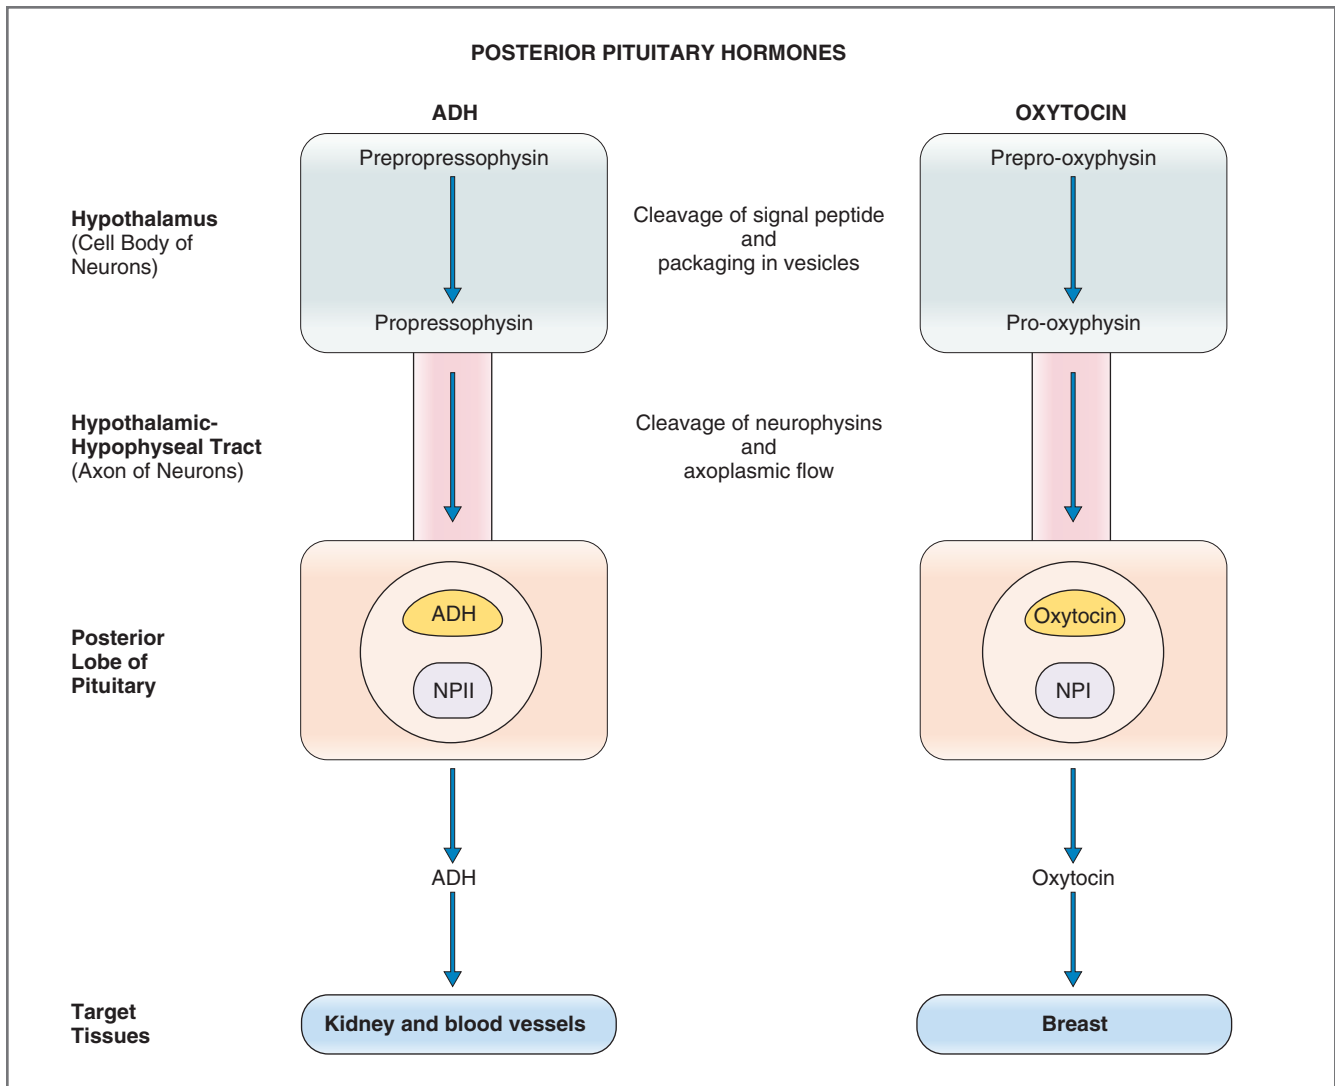 POSTERIOR PITUITARY HORMONES
ADH
OXYTOCIN
Hypothalamus
(Cell Body of
Neurons)
Prepropressophysin
Propressophysin
Cleavage of signal peptide
and
packaging in vesicles
Prepro-oxyphysin
Pro-oxyphysin
Hypothalamic-
Hypophyseal Tract
(Axon of Neurons)
Cleavage of neurophysins
and
axoplasmic flow
Posterior
Lobe of
Pituitary
ADH
NPII
Oxytocin
NPI
ADH
Oxytocin
Target
Tissues
Kidney and blood vessels
Breast